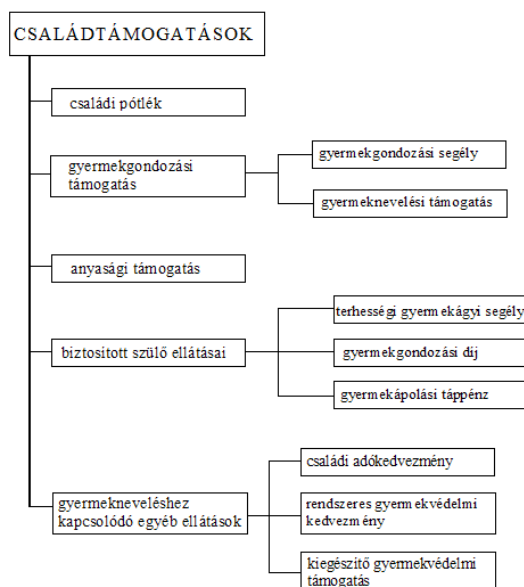 CSALÁDTÁMOGATÁSOK
családi pótlék
gyermekgondozási
támogatás
gyermekgondozási segély
gyermeknevelési támogatás
anyasági támogatás
biztosított szülő ellátásai
terhességi gyermekágyi segély
gyermekgondozási díj
gyermekápolási táppénz
gyermekneveléshez
kapcsolódó egyéb ellátások
családi adókedvezmény
rendszeres gyermekvédelmi
kedvezmény
kiegészítő gyermekvédelmi
támogatás